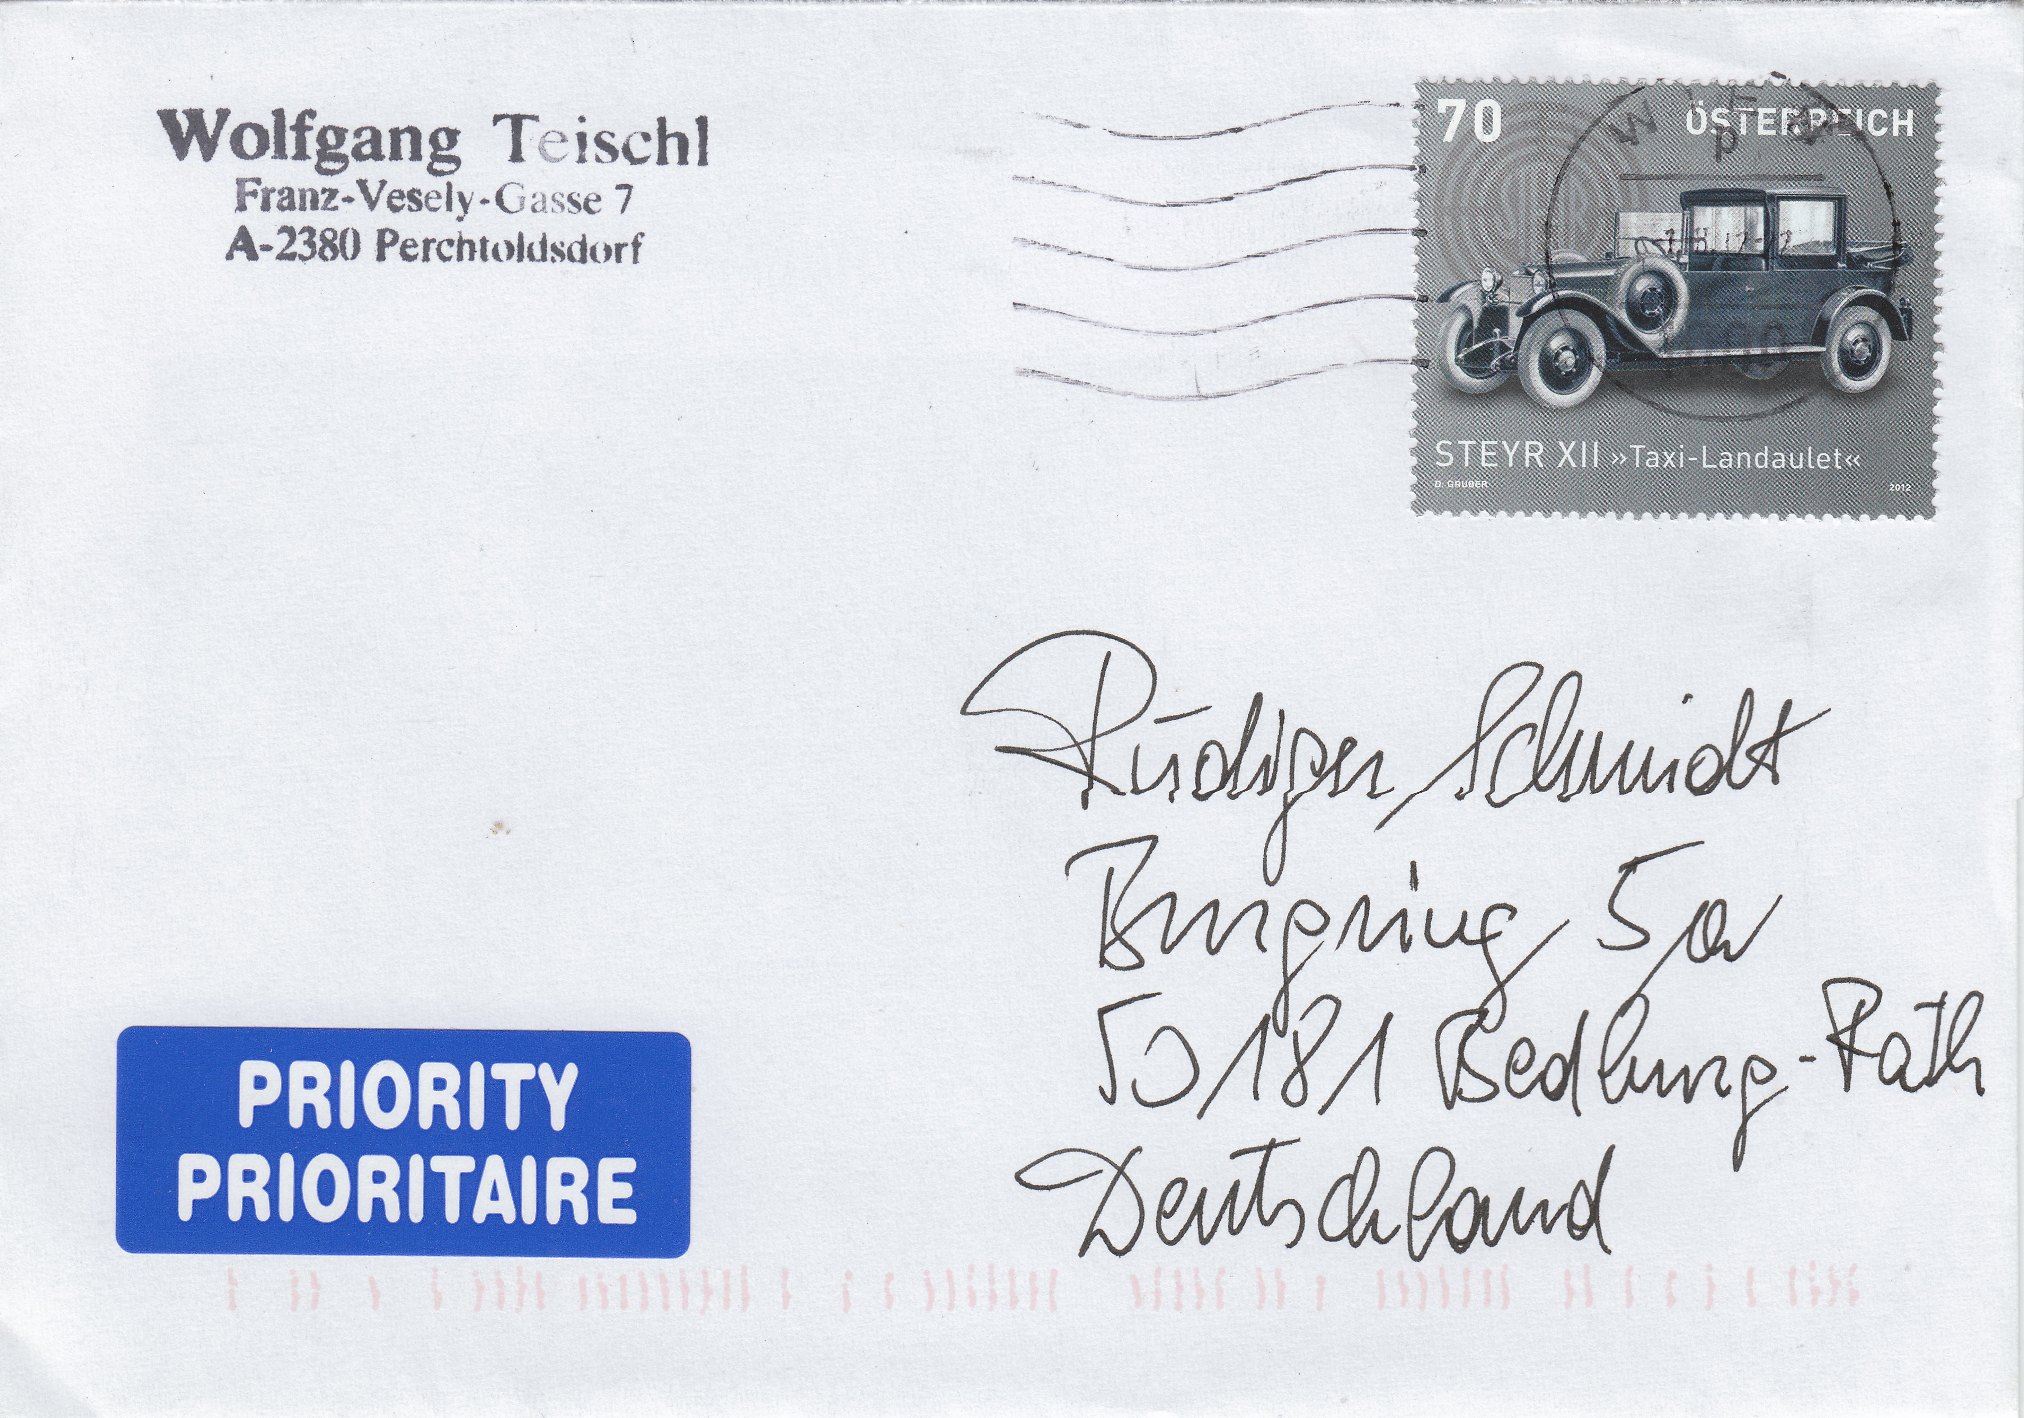 Wolfgang Teischl
Franz-Vesely-Gasse 7
A-2380 Perchtoldsdorf
70 ÖSTERREICH
STEYR XII »Taxi-Landaulet«
D. GRUBER 2012
Rüdiger Schmidt
Burgring 5a
50181 Bedburg-Rath
Deutschland
PRIORITY
PRIORITAIRE